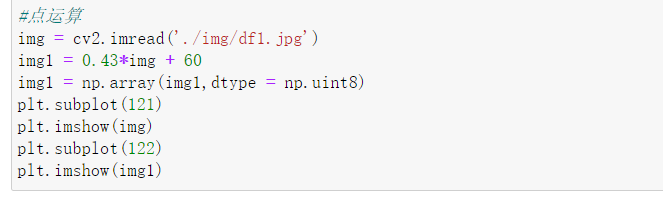 #点运算
img = cv2.imread('./img/df1.jpg')
img1 = 0.43*img + 60
img1 = np.array(img1,dtype = np.uint8)
plt.subplot(121)
plt.imshow(img)
plt.subplot(122)
plt.imshow(img1)